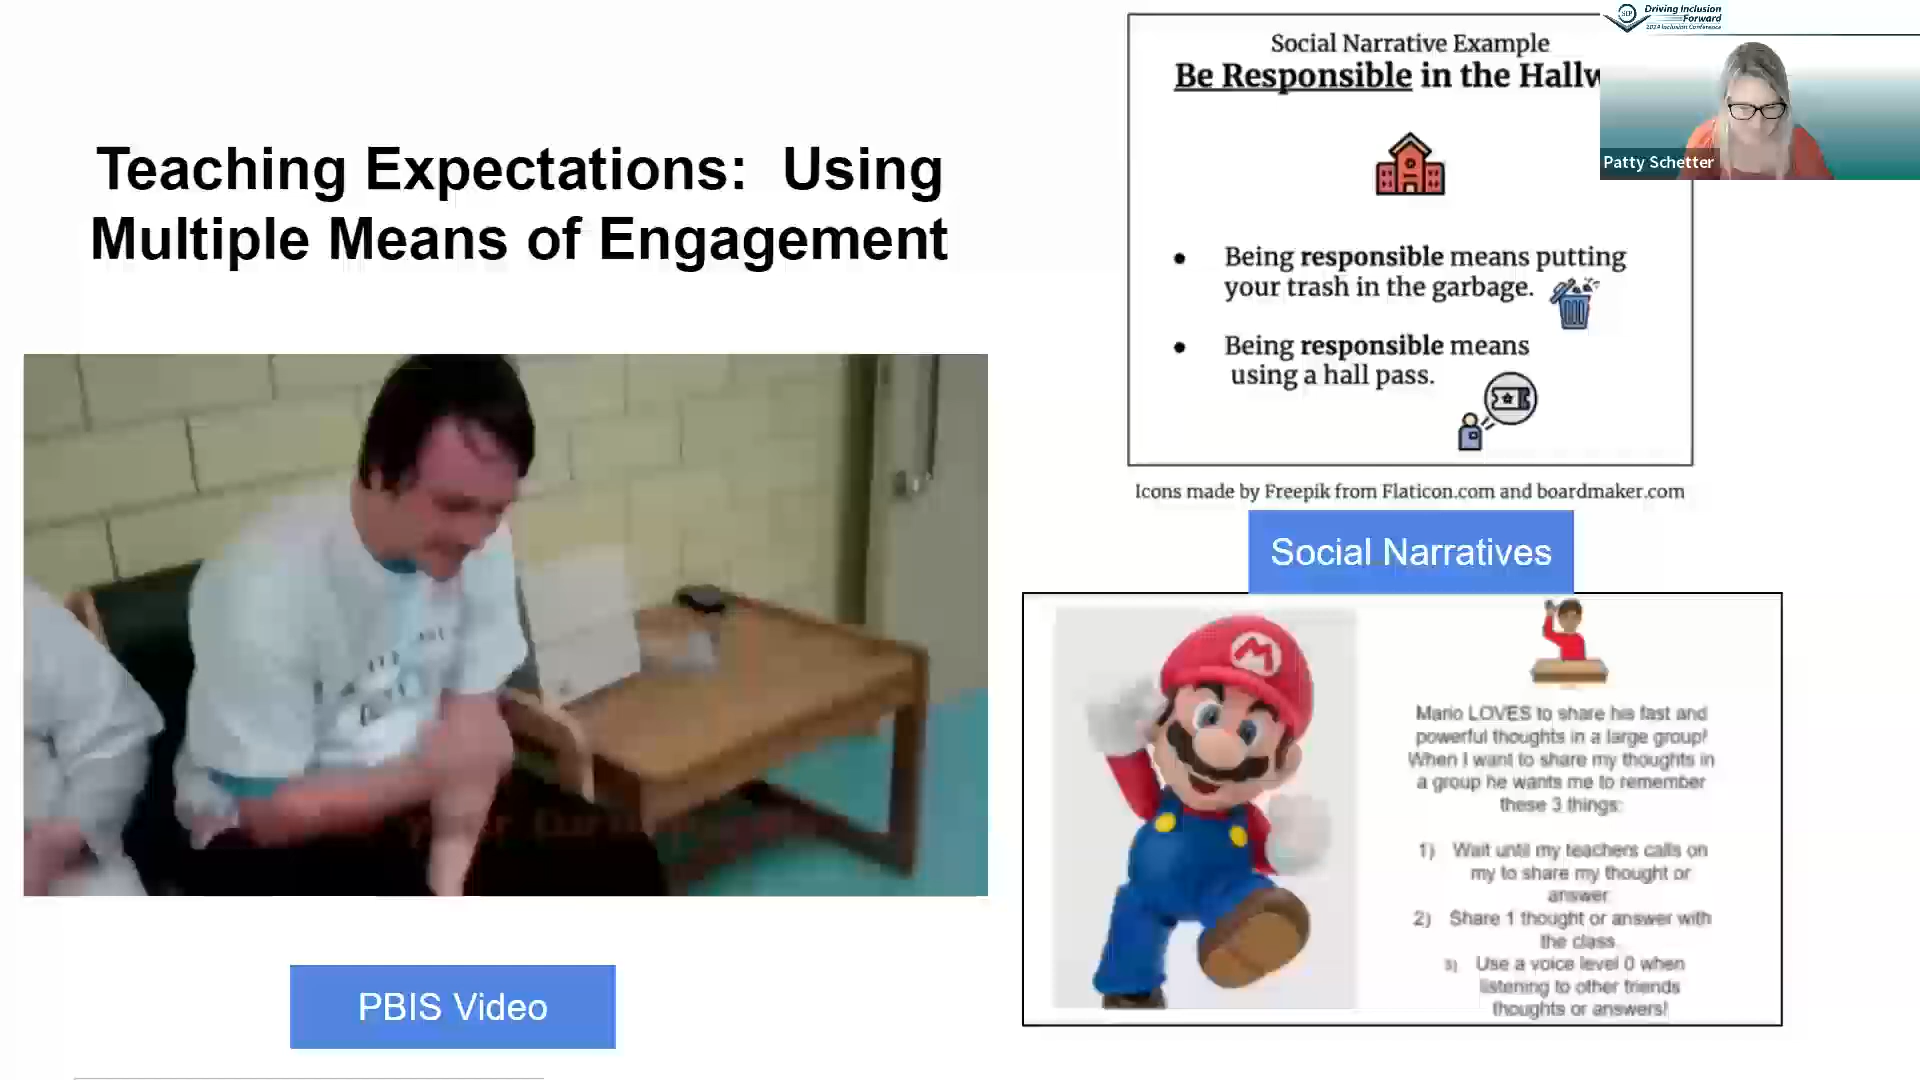 Teaching Expectations: Using
Multiple Means of Engagement
PBIS Video
Social Narrative Example
Be Responsible in the Hallw
Being responsible means putting
your trash in the garbage.
Being responsible means
using a hall pass.
Icons made by Freepik from Flaticon.com and boardmaker.com
Social Narratives
M
Mario LOVES to share his fast and
powerful thoughts in a large group!
When I want to share my thoughts in
a group he wants me to remember
these 3 things:
1) Wait until my teachers calls on
my to share my thought or
answer.
2) Share 1 thought or answer with
the class.
3) Use a voice level 0 when
listening to other friends
thoughts or answers!
Driving Inclusion
Forward
2024 Inclusion Conference
Patty Schetter